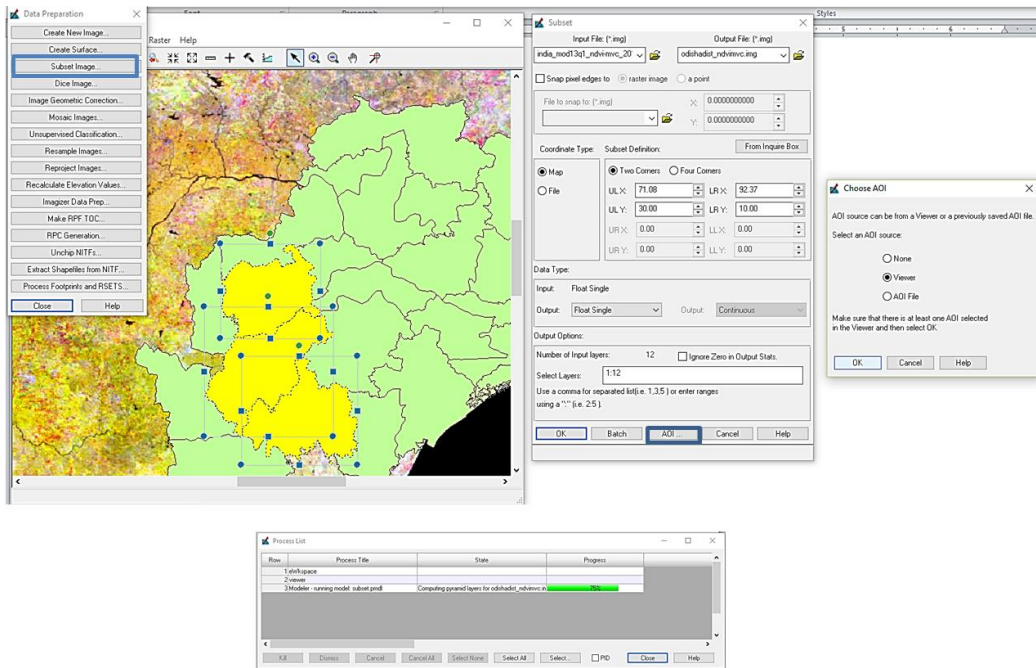 Font
Paragraph
Styles
Data Preparation
Create New Image...
Create Surface...
Subset Image...
Dice Image...
Image Geometric Correction...
Mosaic Images...
Unsupervised Classification...
Resample Images...
Reproject Images...
Recalculate Elevation Values...
Imagizer Data Prep...
Make RPF TOC...
RPC Generation...
Unchip NITFs...
Extract Shapefiles from NITF...
Process Footprints and RSETS...
Close Help
Raster Help
Subset
Input File: (*.img) Output File: (*.img)
india_mod13q1_ndvimvc_20 odishadist_ndvimvc.img
Snap pixel edges to raster image a point
File to snap to: (*.img) X: 0.0000000000
Y: 0.0000000000
Coordinate Type: Subset Definition: From Inquire Box
Map Two Corners Four Corners
File UL X: 71.08 LR X: 92.37
UL Y: 30.00 LR Y: 10.00
UR X: 0.00 LL X: 0.00
UR Y: 0.00 LL Y: 0.00
Data Type:
Input: Float Single
Output: Float Single Output: Continuous
Output Options:
Number of Input layers: 12 Ignore Zero in Output Stats.
Select Layers: 1:12
Use a comma for separated list(i.e. 1,3,5 ) or enter ranges
using a ":" (i.e. 2:5 ).
OK Batch AOI ... Cancel Help
Choose AOI
AOI source can be from a Viewer or a previously saved AOI file.
Select an AOI source:
None
Viewer
AOI File
Make sure that there is at least one AOI selected
in the Viewer and then select OK.
OK Cancel Help
Process List
Row Process Title State Progress
1 eWkspace
2 viewer
3 Modeler - running model: subset.pmdl Computing pyramid layers for odishadist_ndvimvc.in 75%
Kill Dismiss Cancel Cancel All Select None Select All Select... PID Close Help